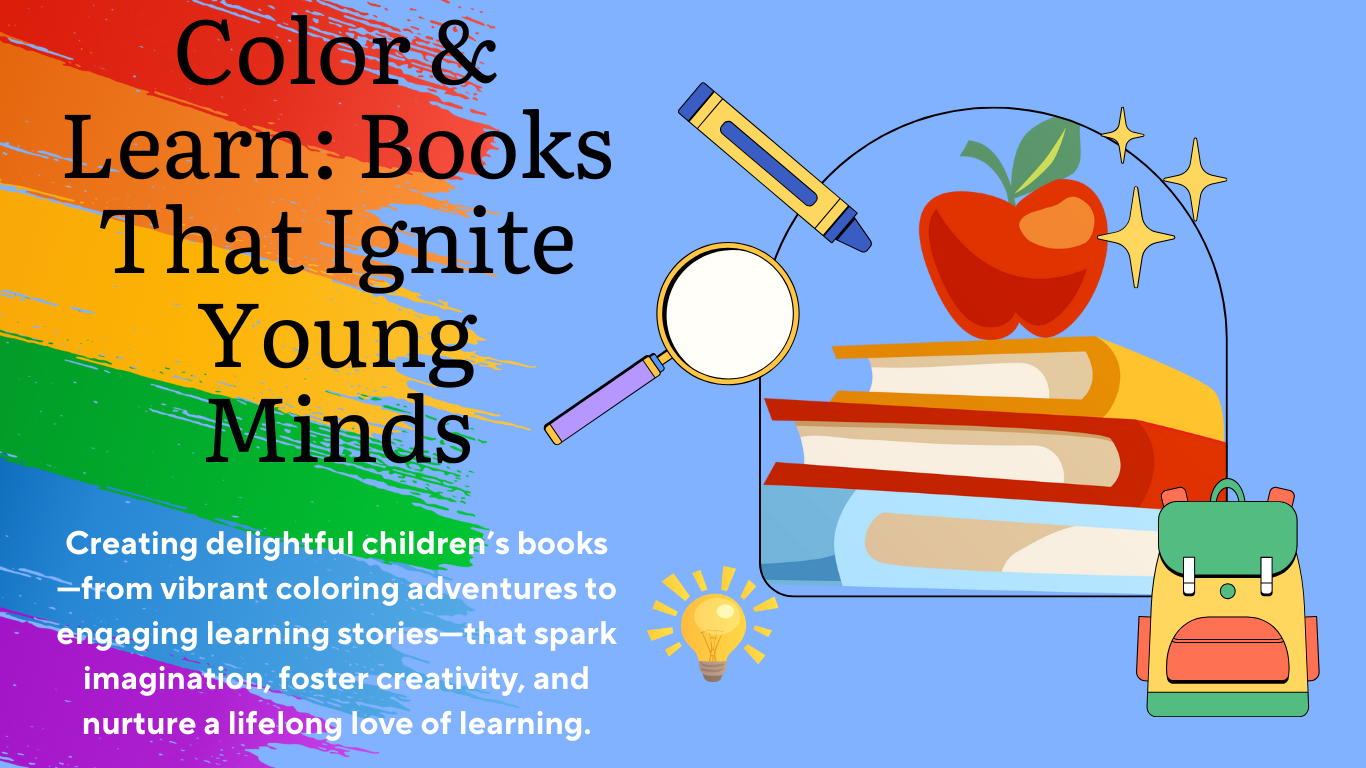 Color &
Learn: Books
That Ignite
Young
Minds
Creating delightful children’s books
—from vibrant coloring adventures to
engaging learning stories—that spark
imagination, foster creativity, and
nurture a lifelong love of learning.